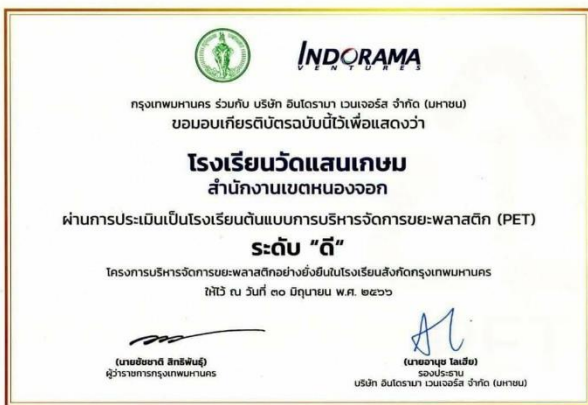 INDORAMA
VENTURES
กรุงเทพมหานคร ร่วมกับ บริษัท อินโดรามา เวนเจอร์ส จำกัด (มหาชน)
ขอมอบเกียรติบัตรฉบับนี้ไว้เพื่อแสดงว่า
โรงเรียนวัดแสนเกษม
สำนักงานเขตหนองจอก
ผ่านการประเมินเป็นโรงเรียนต้นแบบการบริหารจัดการขยะพลาสติก (PET)
ระดับ “ดี“
โครงการบริหารจัดการขยะพลาสติกอย่างยั่งยืนในโรงเรียนสังกัดกรุงเทพมหานคร
ให้ไว้ ณ วันที่ ๓๐ มิถุนายน พ.ศ. ๒๕๖๖
(นายชัชชาติ สิทธิพันธุ์)
ผู้ว่าราชการกรุงเทพมหานคร
(นายอานุช โลเฮีย)
รองประธาน
บริษัท อินโดรามา เวนเจอร์ส จำกัด (มหาชน)